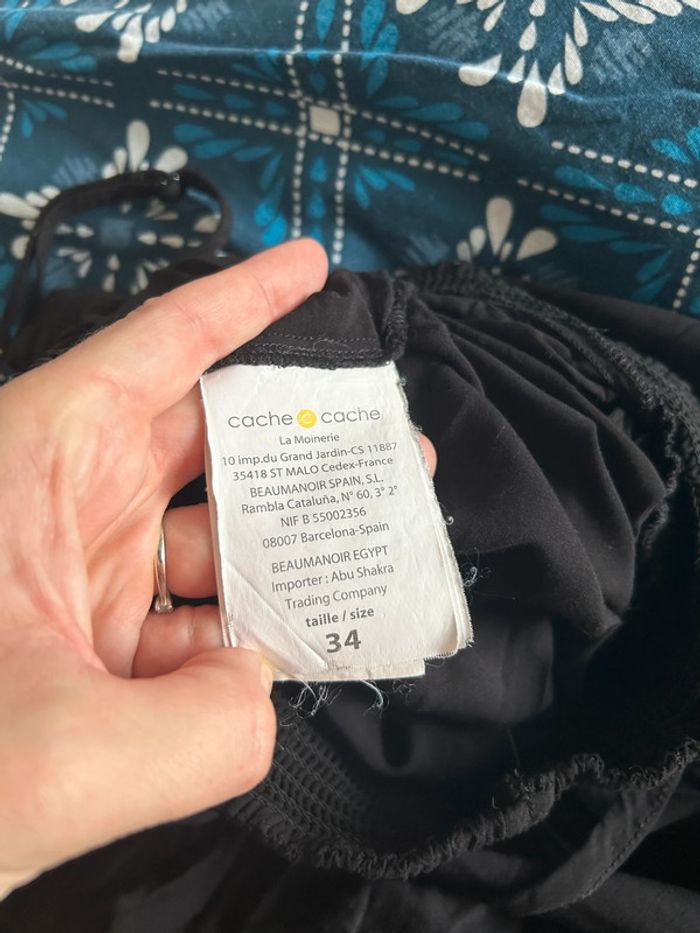 cache c cache
La Moinerie
10 imp.du Grand Jardin-CS 11887
35418 ST MALO Cedex-France
BEAUMANOIR SPAIN, S.L.
Rambla Cataluña, N° 60, 3° 2°
NIF B 55002356
08007 Barcelona-Spain
BEAUMANOIR EGYPT
Importer : Abu Shakra
Trading Company
taille / size
34